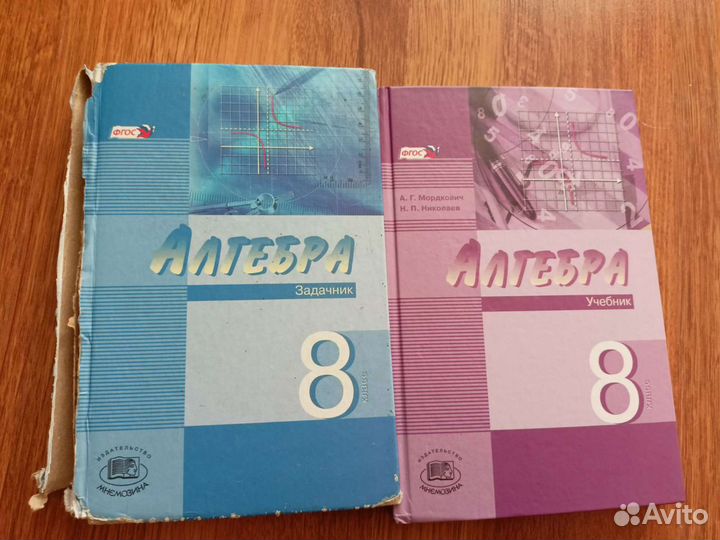 ФГОС
АЛГЕБРА
Задачник
8
класс
ИЗДАТЕЛЬСТВО
МНЕМОЗИНА
ФГОС
А. Г. Мордкович
Н. П. Николаев
АЛГЕБРА
Учебник
8
класс
ИЗДАТЕЛЬСТВО
МНЕМОЗИНА
Avito